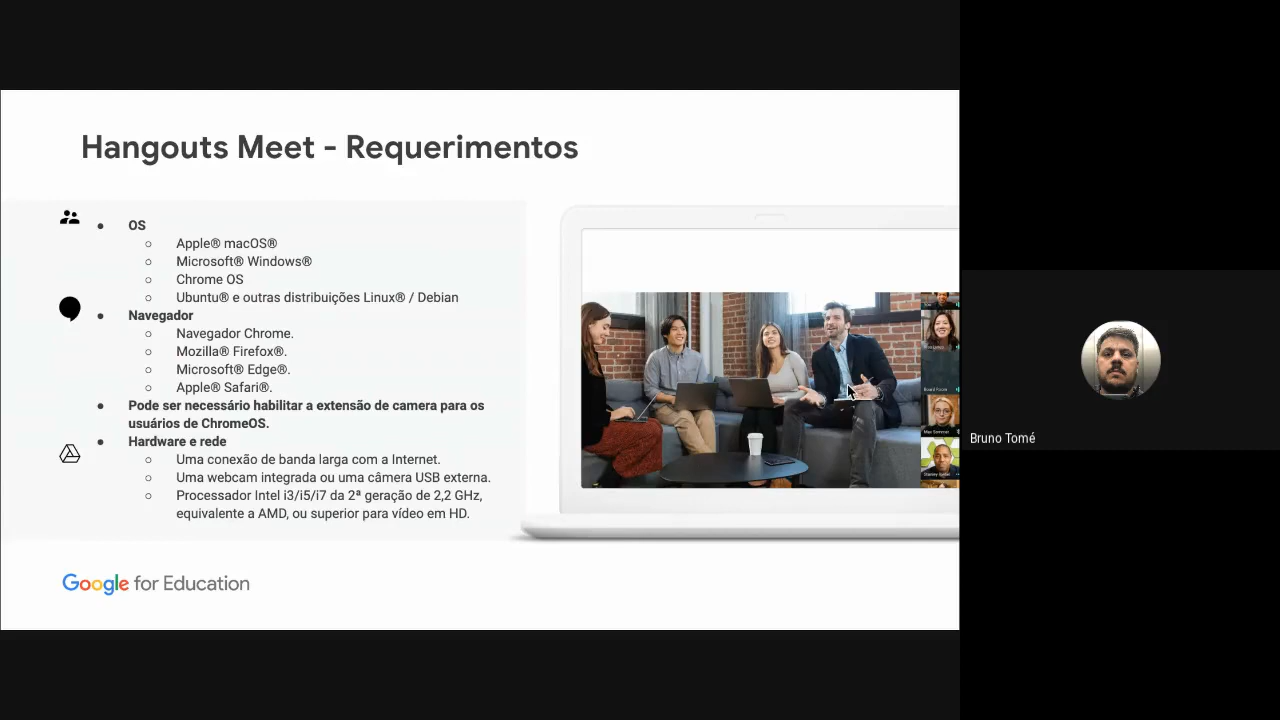 Hangouts Meet - Requerimentos
OS
Apple® macOS®
Microsoft® Windows®
Chrome OS
Ubuntu® e outras distribuições Linux® / Debian
Navegador
Navegador Chrome.
Mozilla® Firefox®.
Microsoft® Edge®.
Apple® Safari®.
Pode ser necessário habilitar a extensão de camera para os
usuários de ChromeOS.
Hardware e rede
Uma conexão de banda larga com a Internet.
Uma webcam integrada ou uma câmera USB externa.
Processador Intel i3/i5/i7 da 2ª geração de 2,2 GHz,
equivalente a AMD, ou superior para vídeo em HD.
Google for Education
Bruno Tomé